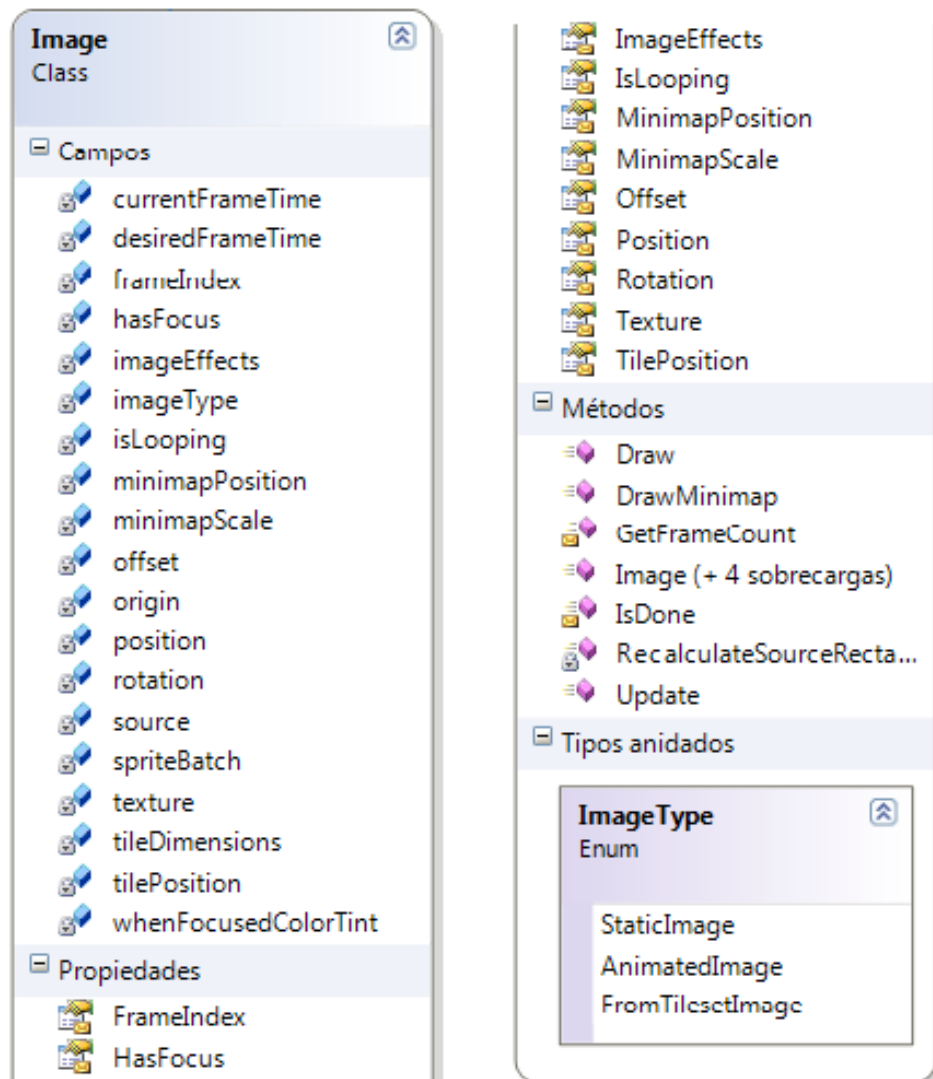 Image
Class
Campos
currentFrameTime
desiredFrameTime
frameIndex
hasFocus
imageEffects
imageType
isLooping
minimapPosition
minimapScale
offset
origin
position
rotation
source
spriteBatch
texture
tileDimensions
tilePosition
whenFocusedColorTint
Propiedades
FrameIndex
HasFocus
ImageEffects
IsLooping
MinimapPosition
MinimapScale
Offset
Position
Rotation
Texture
TilePosition
Métodos
Draw
DrawMinimap
GetFrameCount
Image (+ 4 sobrecargas)
IsDone
RecalculateSourceRecta...
Update
Tipos anidados
ImageType
Enum
StaticImage
AnimatedImage
FromTilesetImage